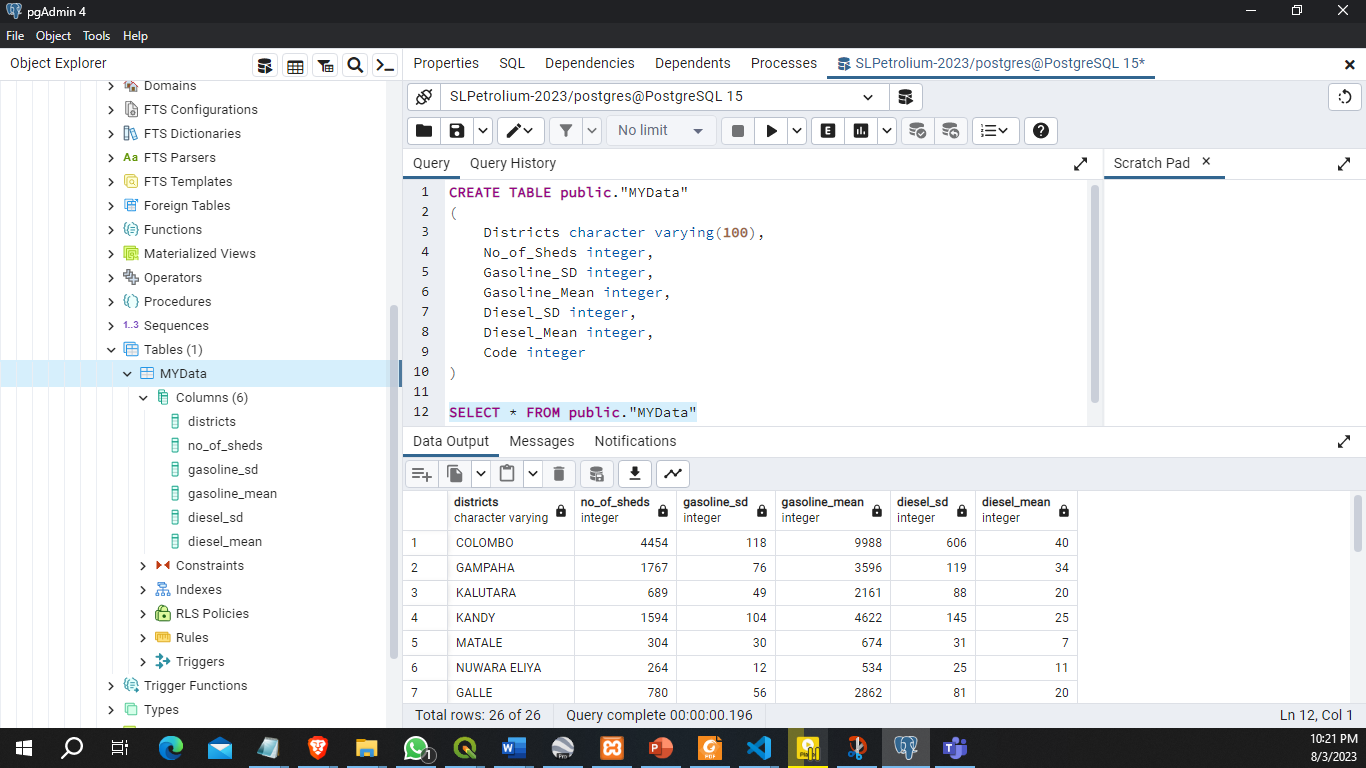 pgAdmin 4
File Object Tools Help
Object Explorer
Properties SQL Dependencies Dependents Processes SLPetrolium-2023/postgres@PostgreSQL 15*
Domains
FTS Configurations
FTS Dictionaries
Aa FTS Parsers
FTS Templates
Foreign Tables
Functions
Materialized Views
Operators
Procedures
1..3 Sequences
Tables (1)
MYData
Columns (6)
districts
no_of_sheds
gasoline_sd
gasoline_mean
diesel_sd
diesel_mean
Constraints
Indexes
RLS Policies
Rules
Triggers
Trigger Functions
Types
SLPetrolium-2023/postgres@PostgreSQL 15
No limit
E
Query Query History
Scratch Pad
1 CREATE TABLE public."MYData"
2 (
3 Districts character varying(100),
4 No_of_Sheds integer,
5 Gasoline_SD integer,
6 Gasoline_Mean integer,
7 Diesel_SD integer,
8 Diesel_Mean integer,
9 Code integer
10 )
11
12 SELECT * FROM public."MYData"
Data Output Messages Notifications
districts no_of_sheds gasoline_sd gasoline_mean diesel_sd diesel_mean
character varying integer integer integer integer integer
1 COLOMBO 4454 118 9988 606 40
2 GAMPAHA 1767 76 3596 119 34
3 KALUTARA 689 49 2161 88 20
4 KANDY 1594 104 4622 145 25
5 MATALE 304 30 674 31 7
6 NUWARA ELIYA 264 12 534 25 11
7 GALLE 780 56 2862 81 20
Total rows: 26 of 26 Query complete 00:00:00.196 Ln 12, Col 1
10:21 PM
8/3/2023